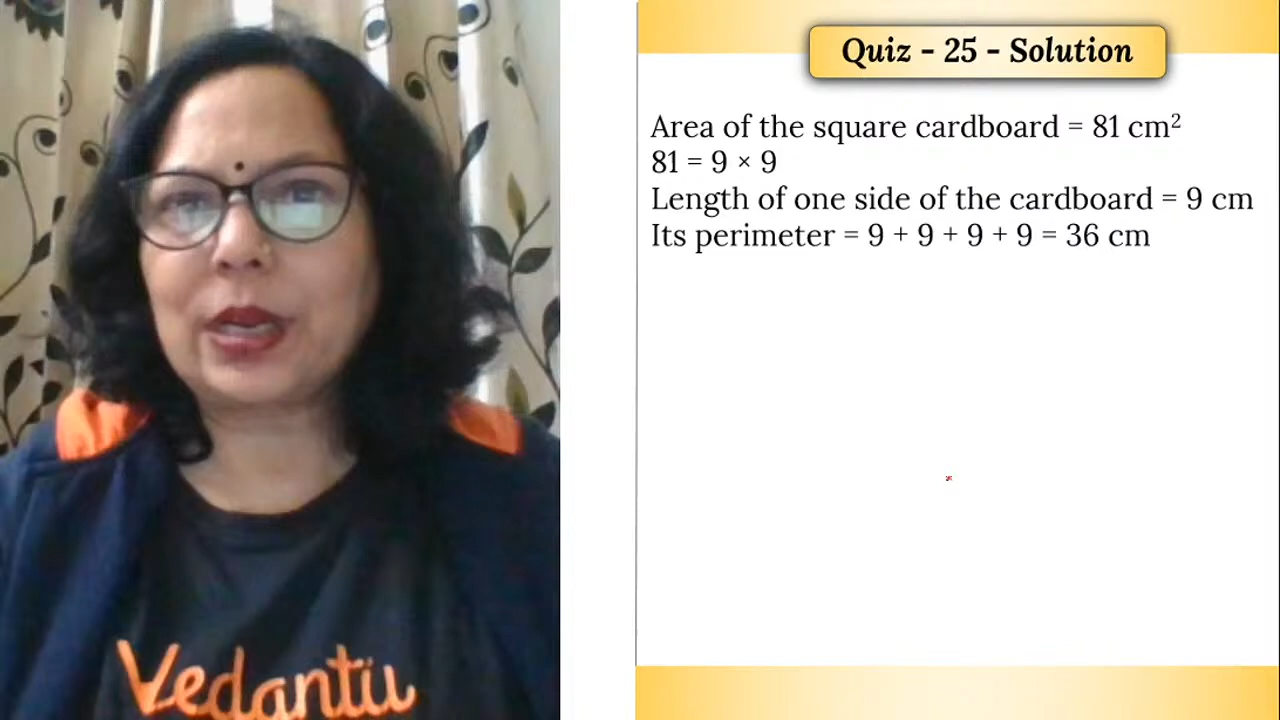 Quiz - 25 - Solution
Area of the square cardboard = 81 cm²
81 = 9 × 9
Length of one side of the cardboard = 9 cm
Its perimeter = 9 + 9 + 9 + 9 = 36 cm
Vedantu